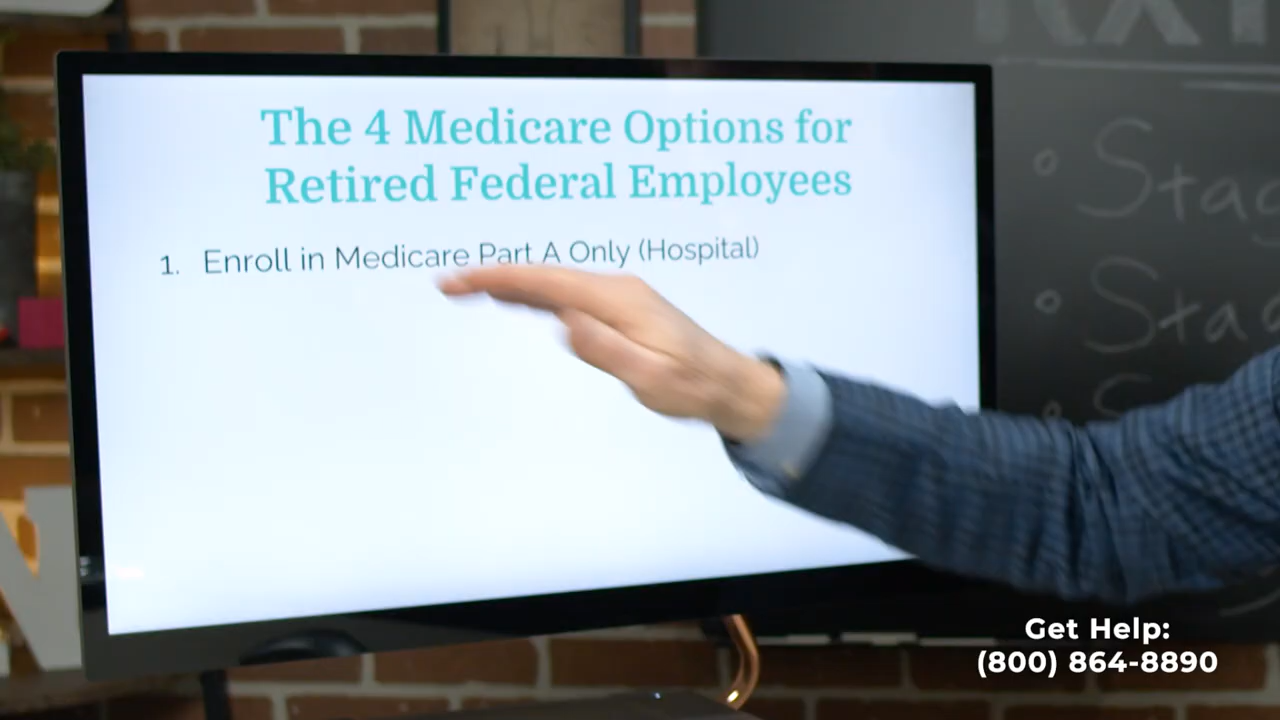 The 4 Medicare Options for
Retired Federal Employees
1. Enroll in Medicare Part A Only (Hospital)
Get Help:
(800) 864-8890